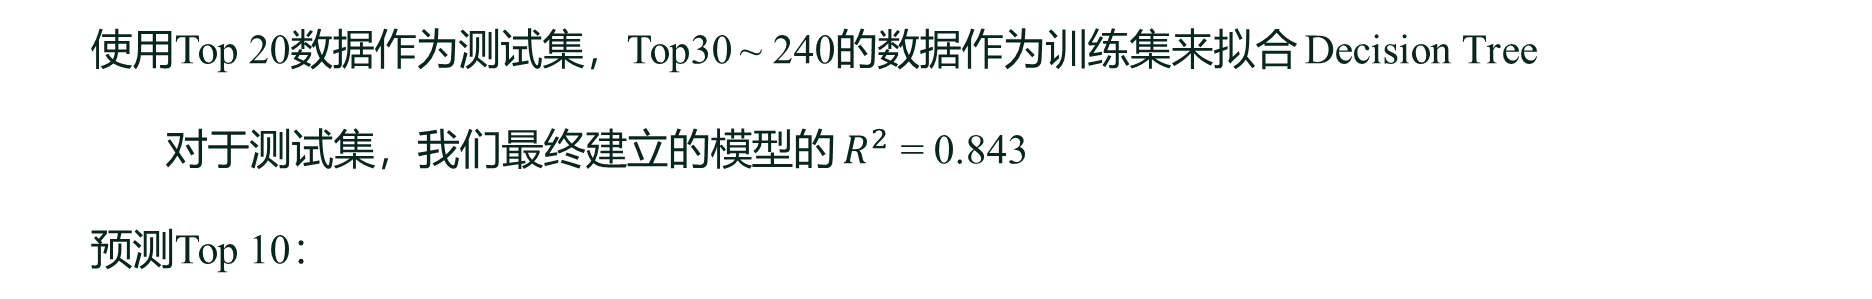 使用Top 20数据作为测试集，Top30 ~ 240的数据作为训练集来拟合 Decision Tree
对于测试集，我们最终建立的模型的 R² = 0.843
预测Top 10：